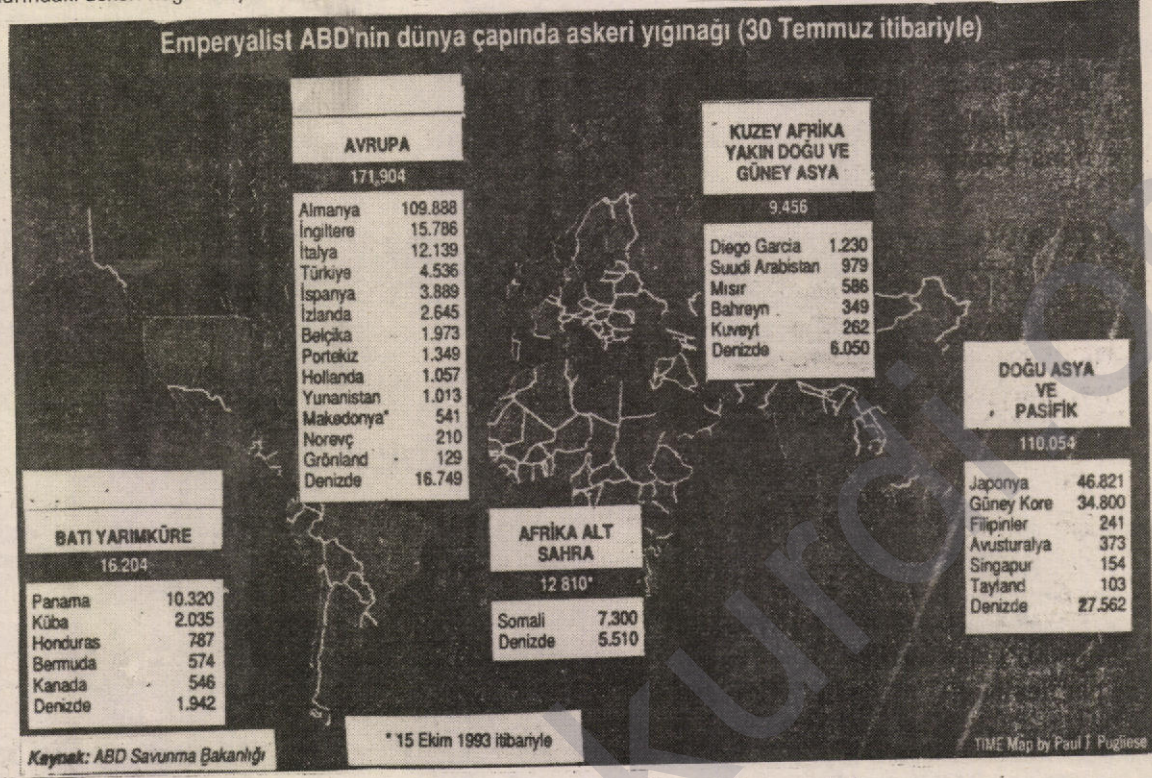 Emperyalist ABD'nin dünya çapında askeri yığınağı (30 Temmuz itibariyle)
AVRUPA
171.904
Almanya 109.888
İngiltere 15.786
İtalya 12.139
Türkiye 4.536
İspanya 3.889
İzlanda 2.645
Belçika 1.973
Portekiz 1.349
Hollanda 1.057
Yunanistan 1.013
Makedonya* 541
Norevç 210
Grönland 129
Denizde 16.749
KUZEY AFRİKA
YAKIN DOĞU VE
GÜNEY ASYA
9.456
Diego Garcia 1.230
Suudi Arabistan 979
Mısır 586
Bahreyn 349
Kuveyt 262
Denizde 6.050
DOĞU ASYA
VE
PASİFİK
110.054
Japonya 46.821
Güney Kore 34.800
Filipinler 241
Avusturalya 373
Singapur 154
Tayland 103
Denizde 27.562
BATI YARIMKÜRE
16.204
Panama 10.320
Küba 2.035
Honduras 787
Bermuda 574
Kanada 546
Denizde 1.942
AFRİKA ALT
SAHRA
12 810*
Somali 7.300
Denizde 5.510
Kaynak: ABD Savunma Bakanlığı
* 15 Ekim 1993 itibariyle
TIME Map by Paul J. Pugliese
kurdi.o